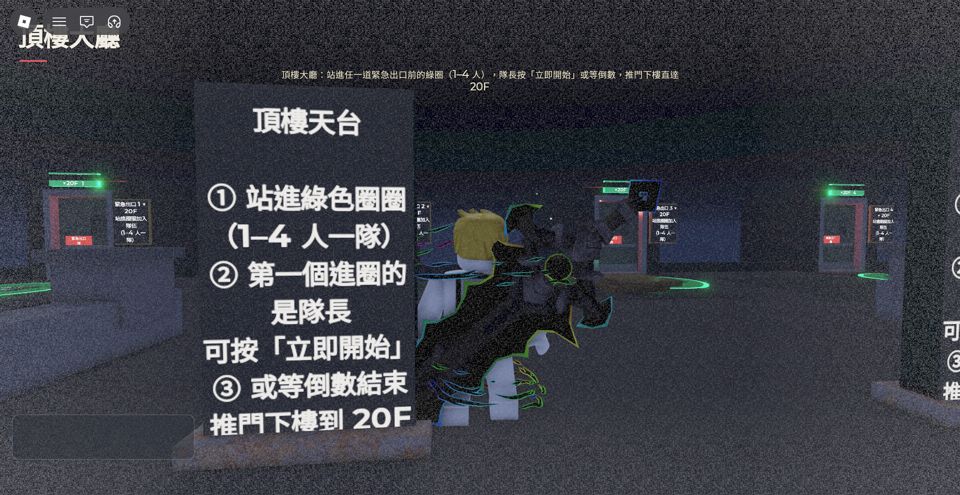 頂樓大廳
頂樓大廳：站進任一道緊急出口前的綠圈（1–4 人），隊長按「立即開始」或等倒數，推門下樓直達
20F
頂樓天台
① 站進綠色圈圈
（1–4 人一隊）
② 第一個進圈的
是隊長
可按「立即開始」
③ 或等倒數結束
推門下樓到 20F